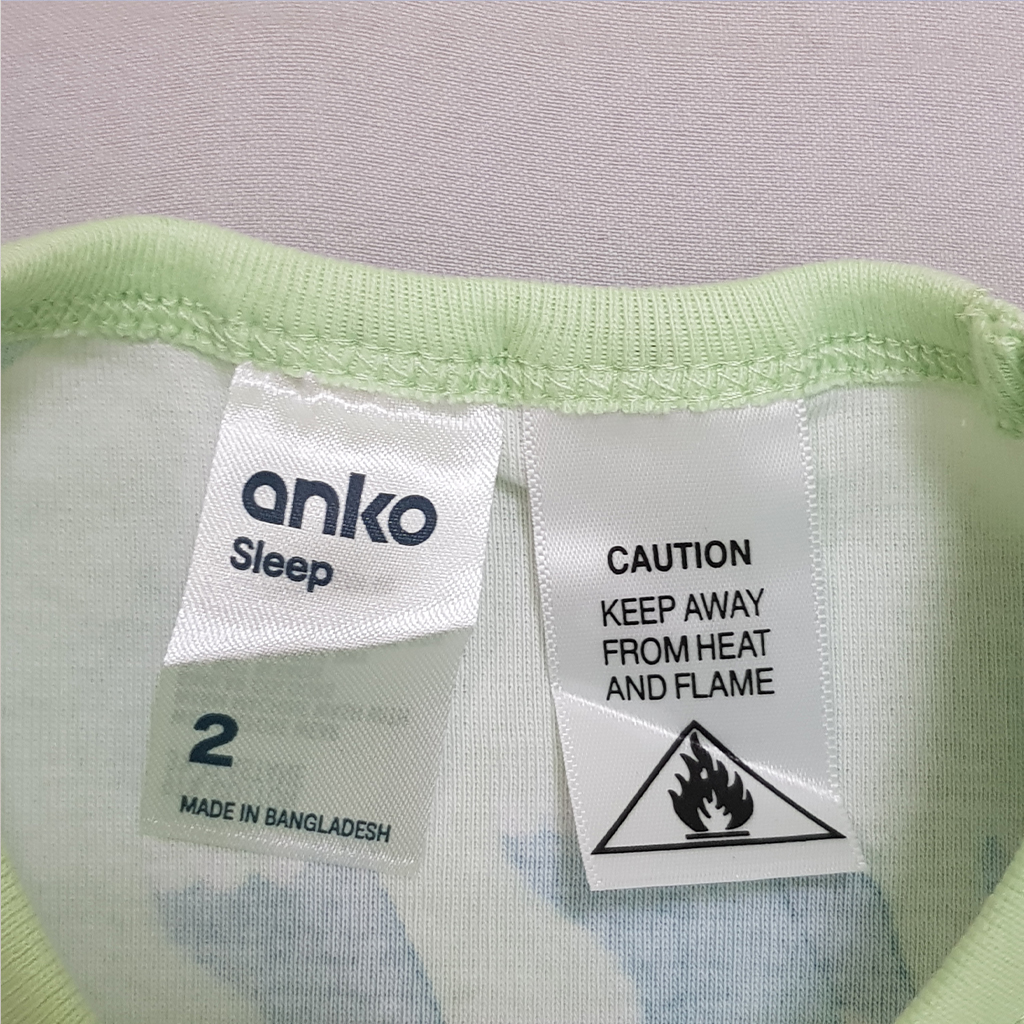 anko
Sleep
2
MADE IN BANGLADESH
CAUTION
KEEP AWAY
FROM HEAT
AND FLAME